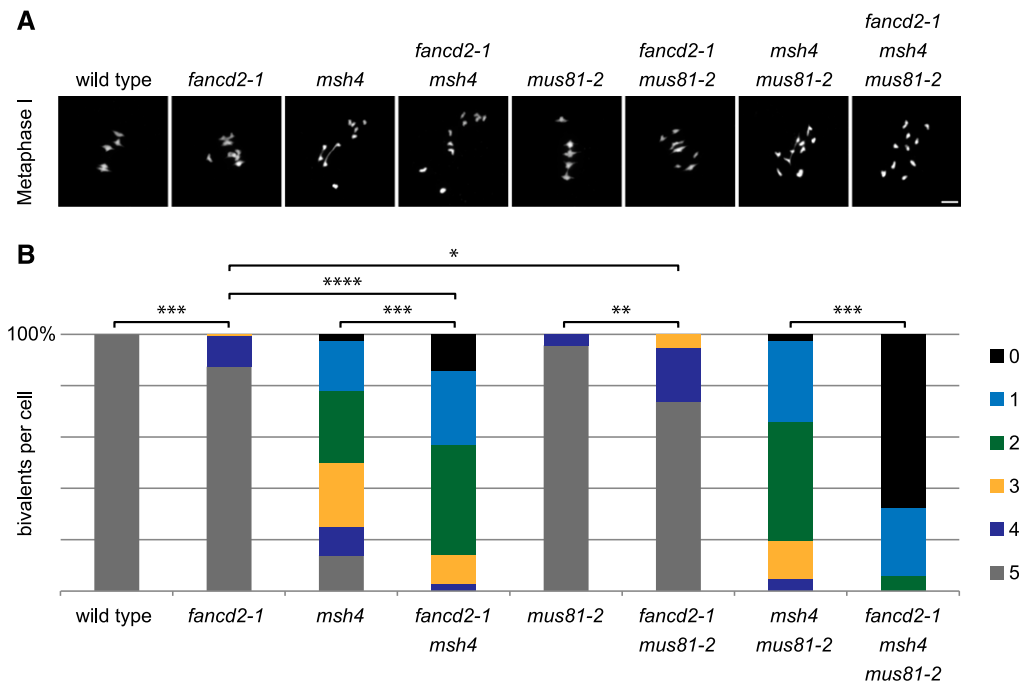 A
wild type
fancd2-1
msh4
fancd2-1
msh4
mus81-2
fancd2-1
mus81-2
msh4
mus81-2
fancd2-1
msh4
mus81-2
Metaphase I
B
*
****
***
***
**
***
100%
bivalents per cell
0
1
2
3
4
5
wild type
fancd2-1
msh4
fancd2-1
msh4
mus81-2
fancd2-1
mus81-2
msh4
mus81-2
fancd2-1
msh4
mus81-2